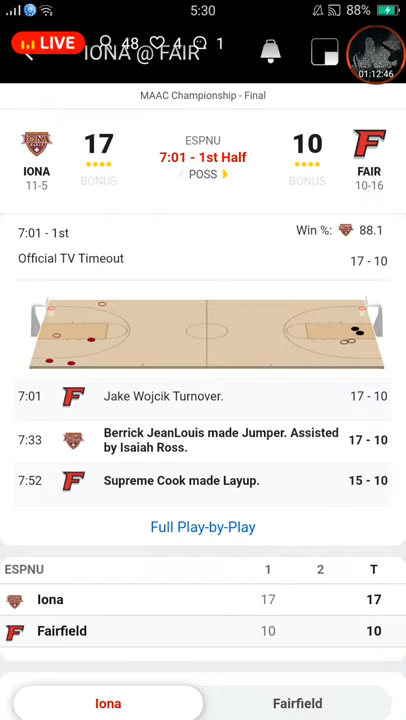 5:30
88%
LIVE
48
4
1
IONA @ FAIR
01:12:46
MAAC Championship - Final
IONA
11-5
17
BONUS
ESPNU
7:01 - 1st Half
POSS
10
BONUS
FAIR
10-16
7:01 - 1st
Win %: 88.1
Official TV Timeout
17 - 10
7:01 Jake Wojcik Turnover. 17 - 10
7:33 Berrick JeanLouis made Jumper. Assisted
by Isaiah Ross. 17 - 10
7:52 Supreme Cook made Layup. 15 - 10
Full Play-by-Play
ESPNU 1 2 T
Iona 17 17
Fairfield 10 10
Iona
Fairfield